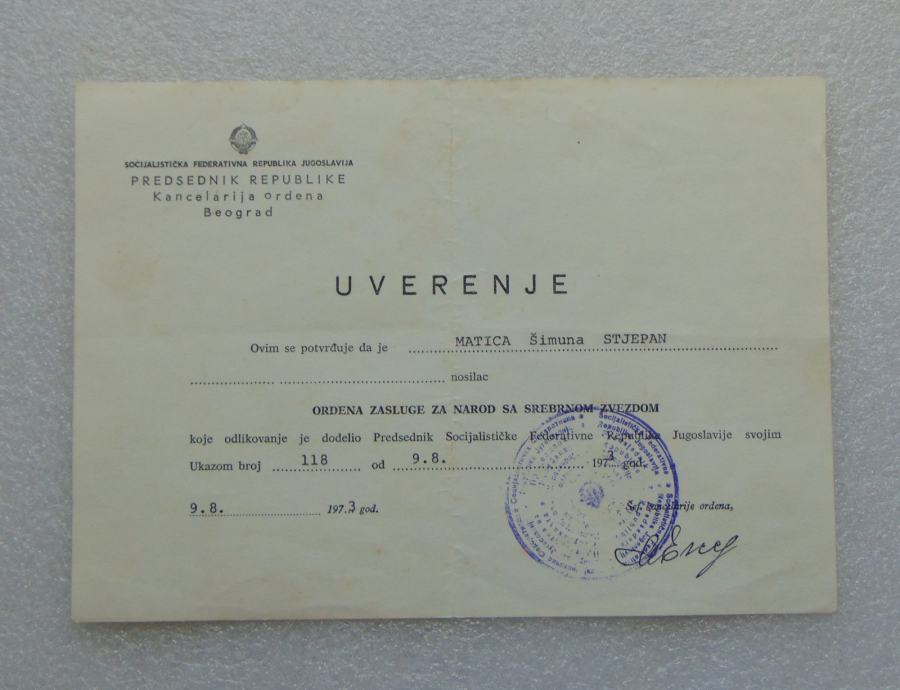 SOCIJALISTIČKA FEDERATIVNA REPUBLIKA JUGOSLAVIJA
PREDSEDNIK REPUBLIKE
Kancelarija ordena
Beograd
UVERENJE
Ovim se potvrđuje da je MATICA Šimuna STJEPAN
nosilac
ORDENA ZASLUGE ZA NAROD SA SREBRNOM ZVEZDOM
koje odlikovanje je dodelio Predsednik Socijalističke Federativne Republike Jugoslavije svojim
Ukazom broj 118 od 9.8. 1973 god.
9.8. 197.3 god.
Šef kancelarije ordena,